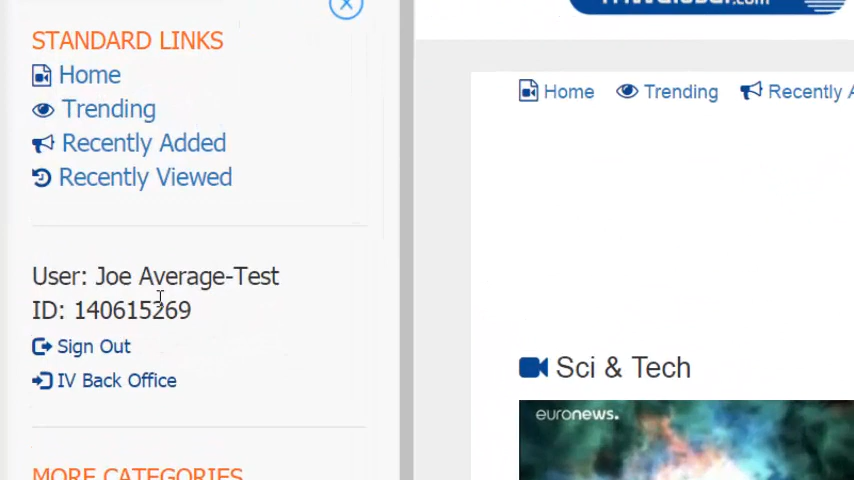 STANDARD LINKS
Home
Trending
Recently Added
Recently Viewed
User: Joe Average-Test
ID: 140615269
Sign Out
IV Back Office
MORE CATEGORIES
Home Trending Recently A
Sci & Tech
euronews.